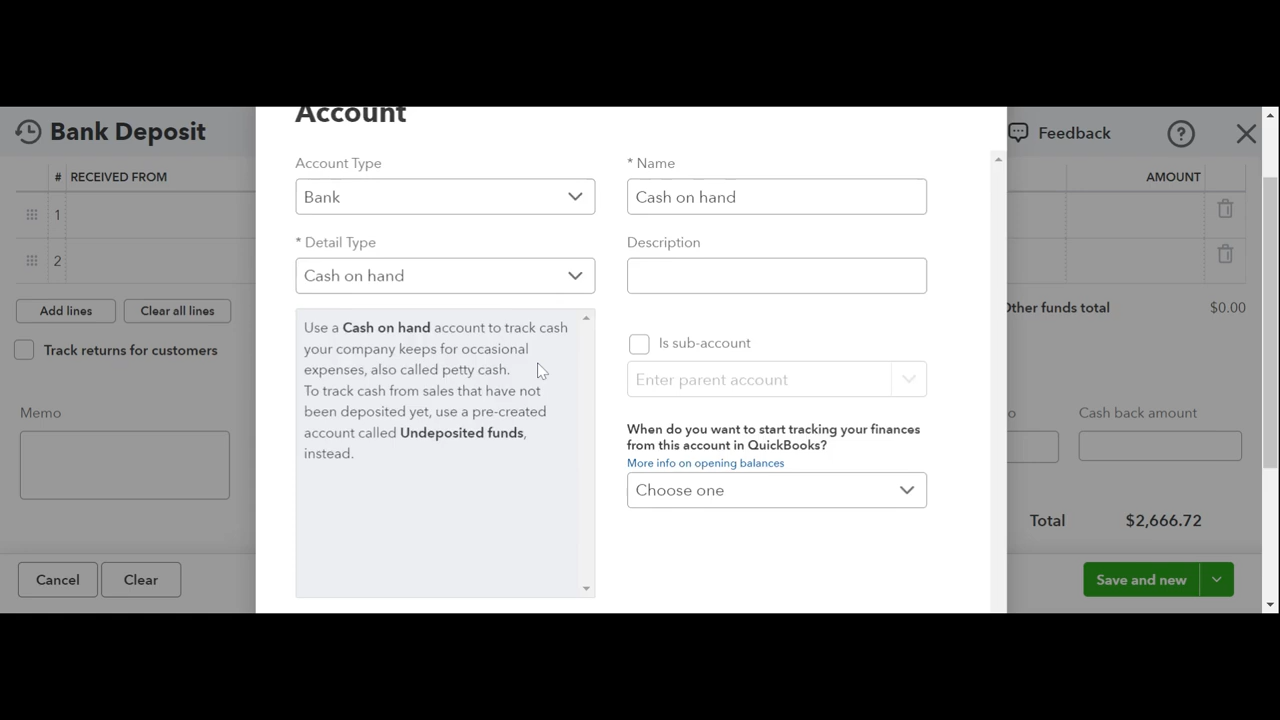 Account
Bank Deposit
Feedback
# RECEIVED FROM
AMOUNT
1
2
Add lines
Clear all lines
Other funds total
$0.00
Track returns for customers
Memo
o
Cash back amount
Total
$2,666.72
Cancel
Clear
Save and new
Account Type
Bank
* Name
Cash on hand
* Detail Type
Cash on hand
Description
Use a Cash on hand account to track cash
your company keeps for occasional
expenses, also called petty cash.
To track cash from sales that have not
been deposited yet, use a pre-created
account called Undeposited funds,
instead.
Is sub-account
Enter parent account
When do you want to start tracking your finances
from this account in QuickBooks?
More info on opening balances
Choose one